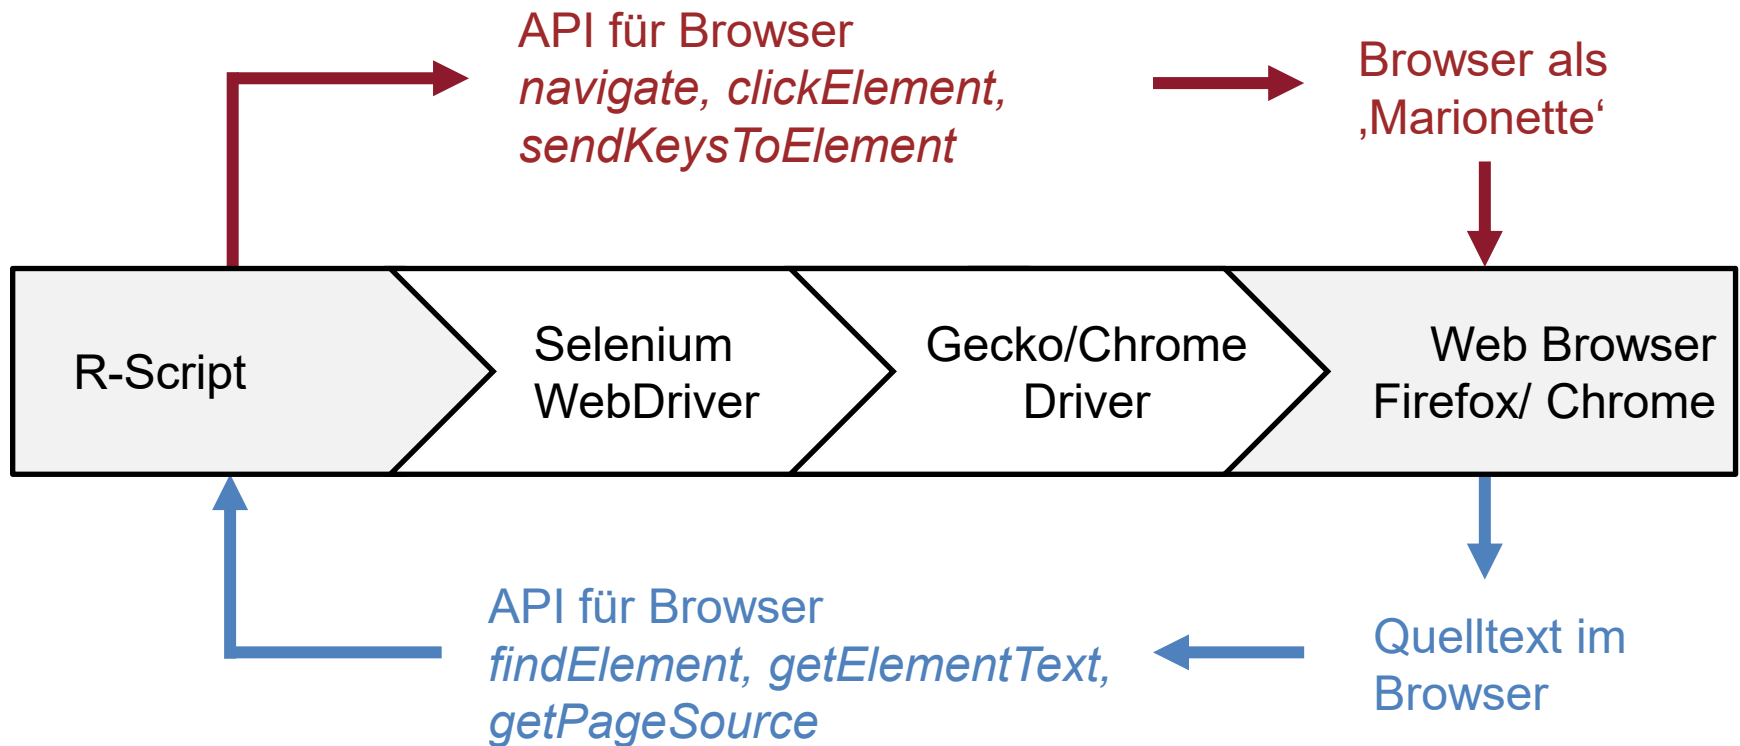 API für Browser
navigate, clickElement,
sendKeysToElement
Browser als
‚Marionette‘
R-Script
Selenium
WebDriver
Gecko/Chrome
Driver
Web Browser
Firefox/ Chrome
API für Browser
findElement, getElementText,
getPageSource
Quelltext im
Browser